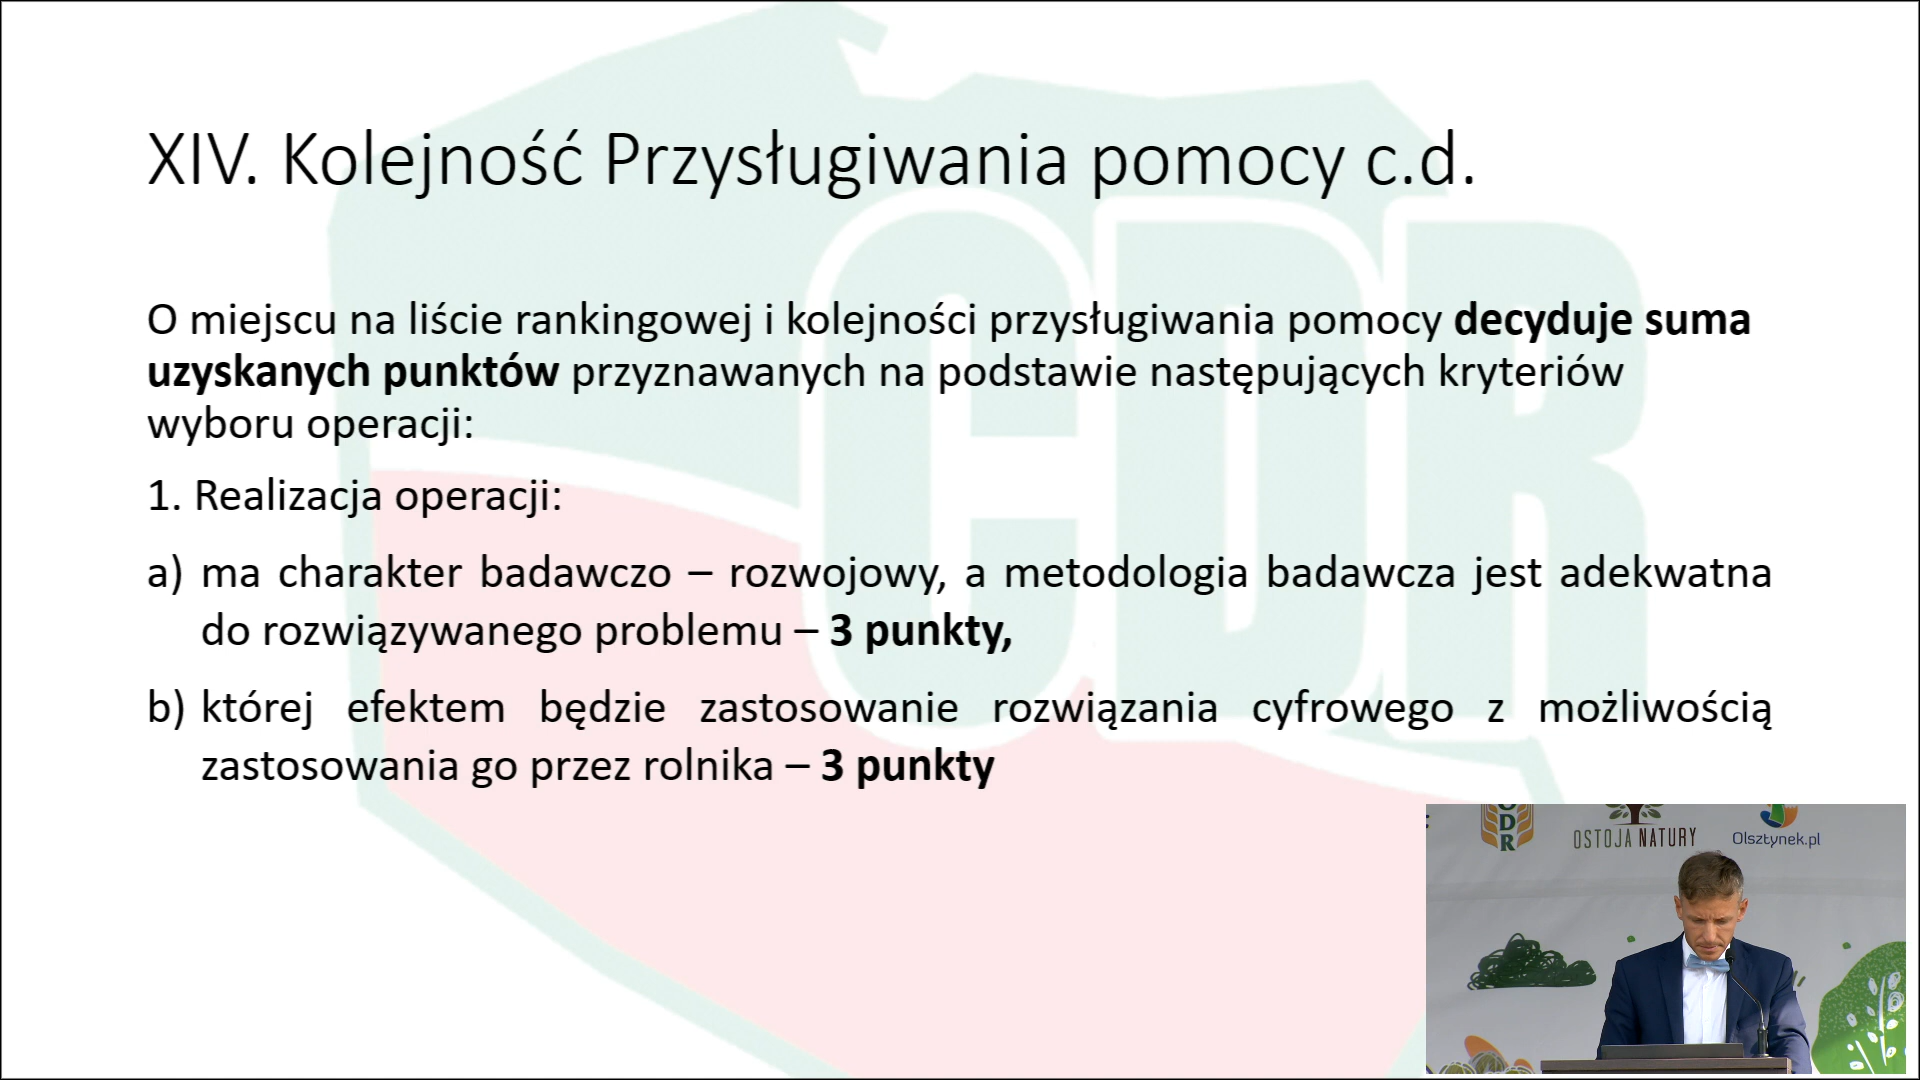 XIV. Kolejność Przysługiwania pomocy c.d.
O miejscu na liście rankingowej i kolejności przysługiwania pomocy decyduje suma
uzyskanych punktów przyznawanych na podstawie następujących kryteriów
wyboru operacji:
1. Realizacja operacji:
a) ma charakter badawczo – rozwojowy, a metodologia badawcza jest adekwatna
do rozwiązywanego problemu – 3 punkty,
b) której efektem będzie zastosowanie rozwiązania cyfrowego z możliwością
zastosowania go przez rolnika – 3 punkty
CDR
ODR
OSTOJA NATURY
Olsztynek.pl